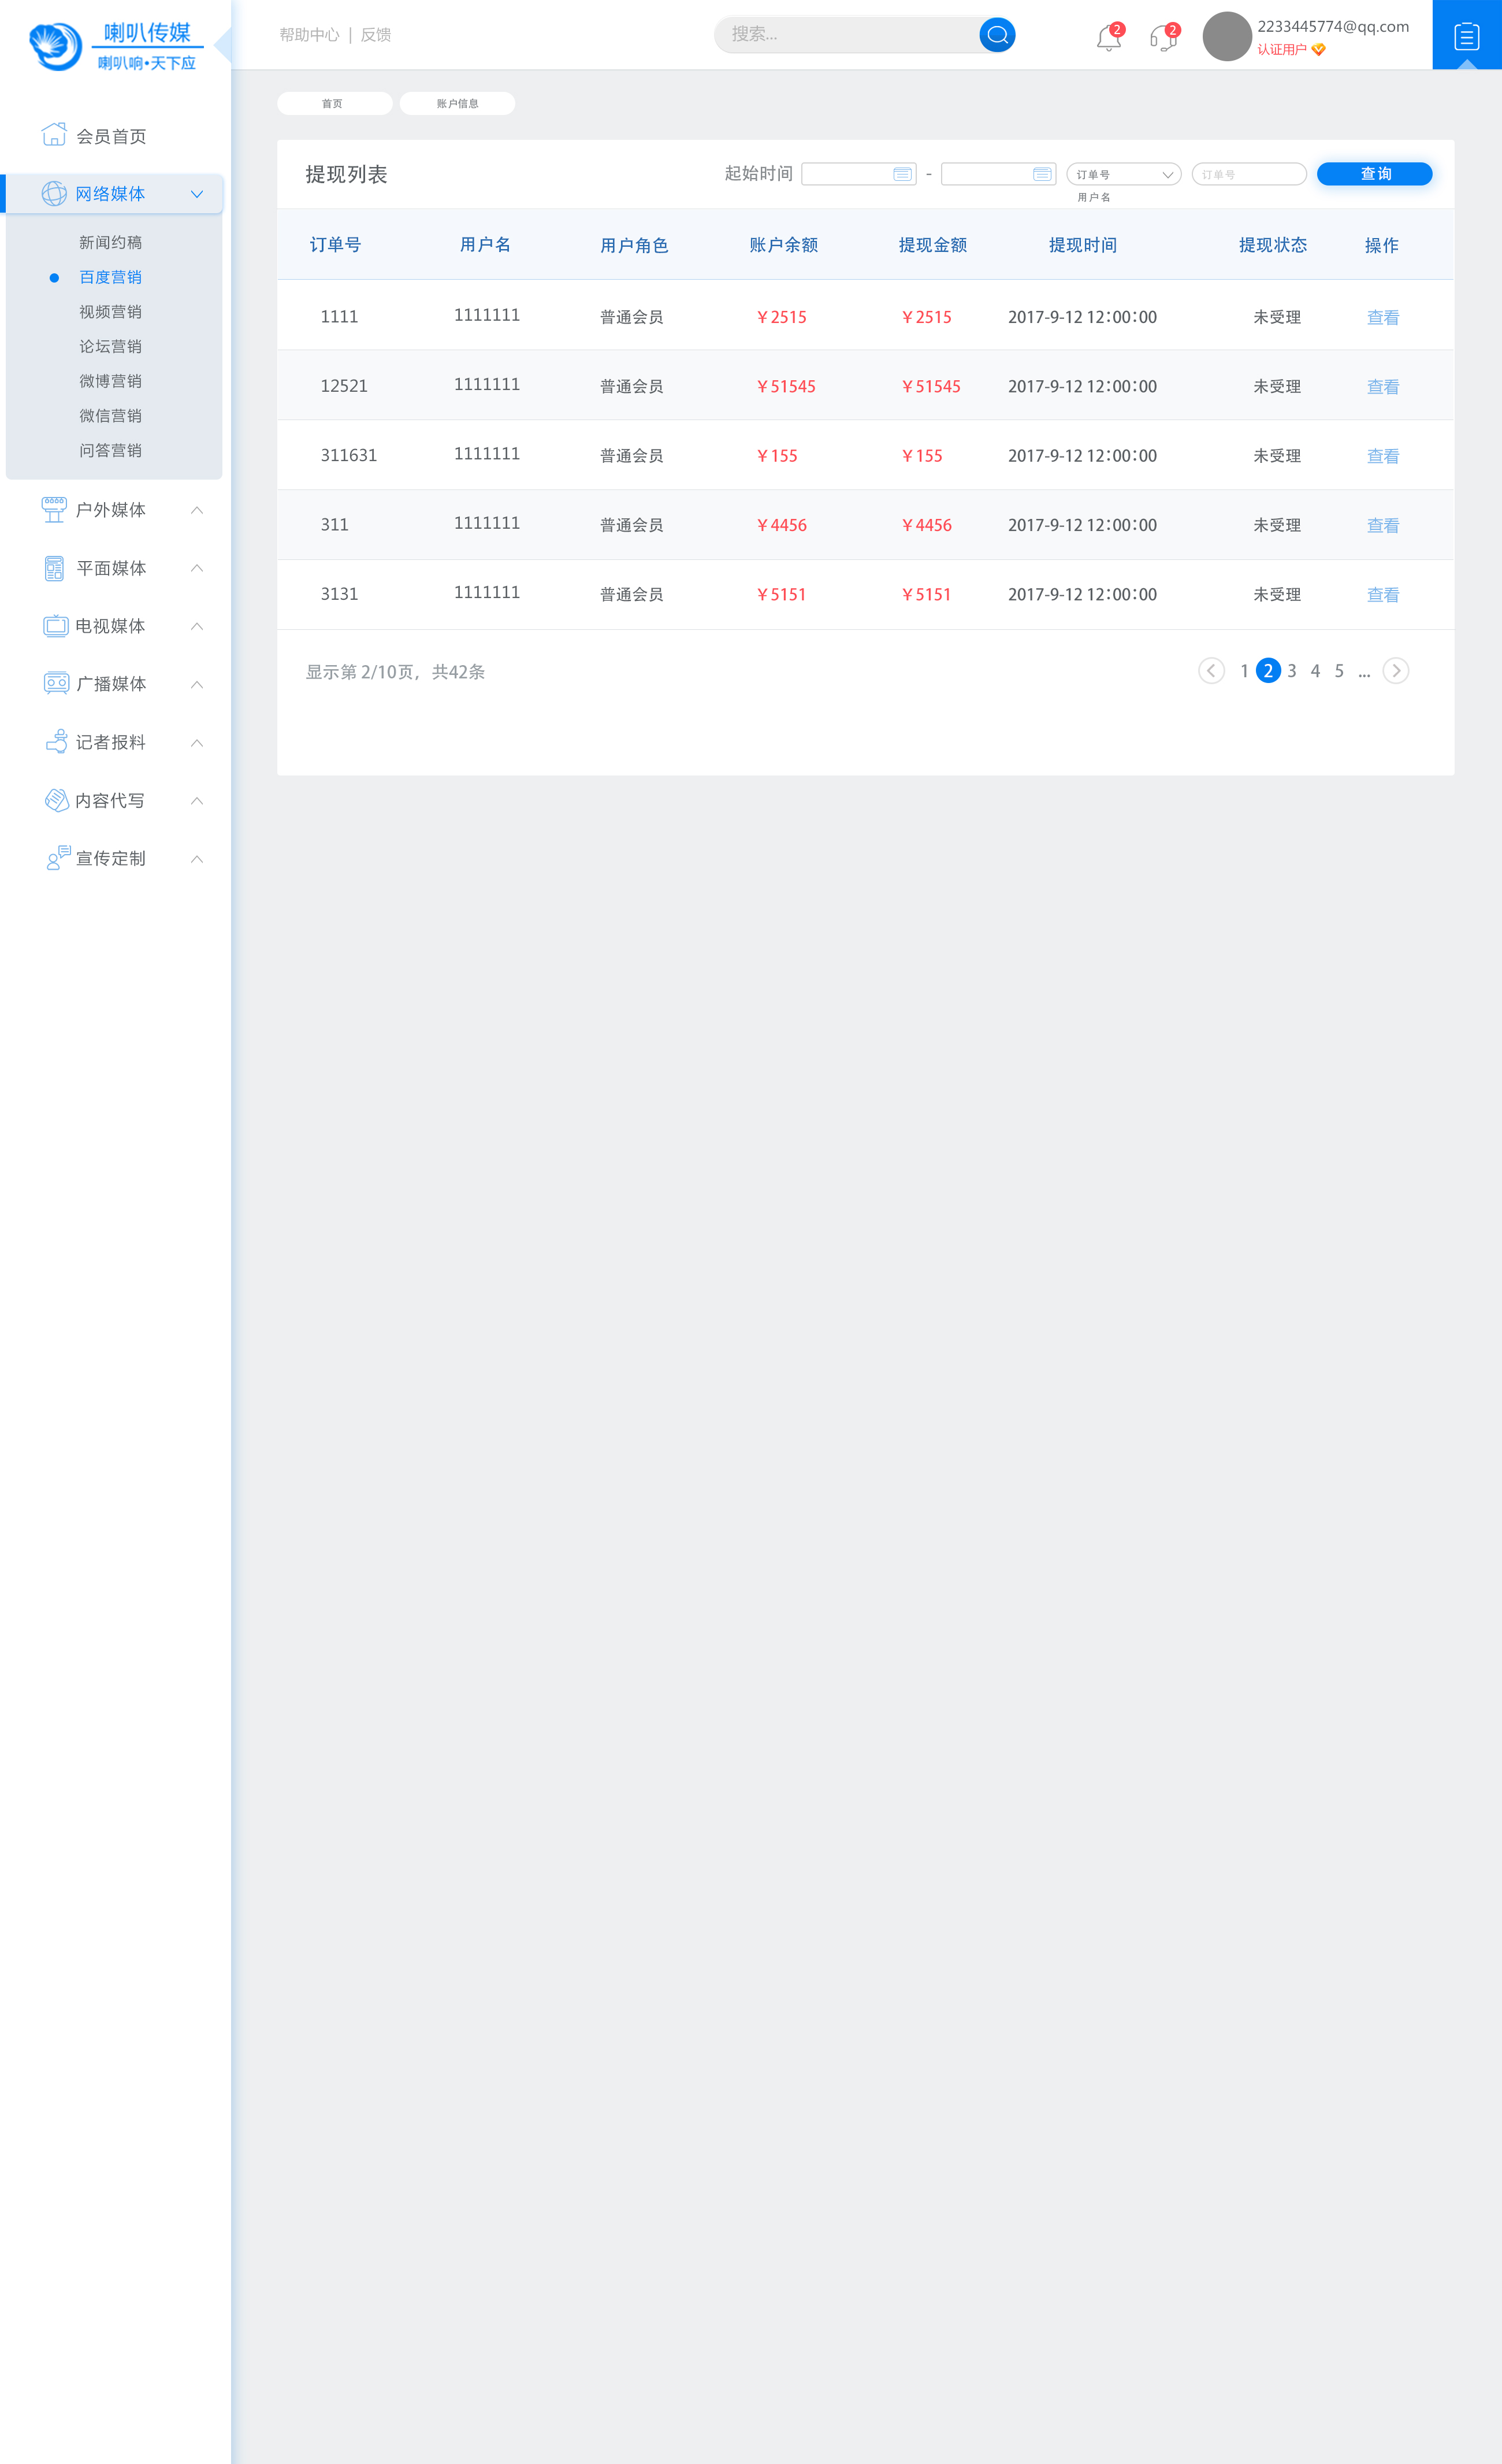 喇叭传媒
喇叭响•天下应
帮助中心 | 反馈
搜索...
2
2
2233445774@qq.com
认证用户
会员首页
网络媒体
新闻约稿
百度营销
视频营销
论坛营销
微博营销
微信营销
问答营销
户外媒体
平面媒体
电视媒体
广播媒体
记者报料
内容代写
宣传定制
首页 账户信息
提现列表 起始时间 - 订单号 订单号 查询
用户名
订单号 用户名 用户角色 账户余额 提现金额 提现时间 提现状态 操作
1111 1111111 普通会员 ￥2515 ￥2515 2017-9-12 12:00:00 未受理 查看
12521 1111111 普通会员 ￥51545 ￥51545 2017-9-12 12:00:00 未受理 查看
311631 1111111 普通会员 ￥155 ￥155 2017-9-12 12:00:00 未受理 查看
311 1111111 普通会员 ￥4456 ￥4456 2017-9-12 12:00:00 未受理 查看
3131 1111111 普通会员 ￥5151 ￥5151 2017-9-12 12:00:00 未受理 查看
显示第 2/10页，共42条 1 2 3 4 5 ...